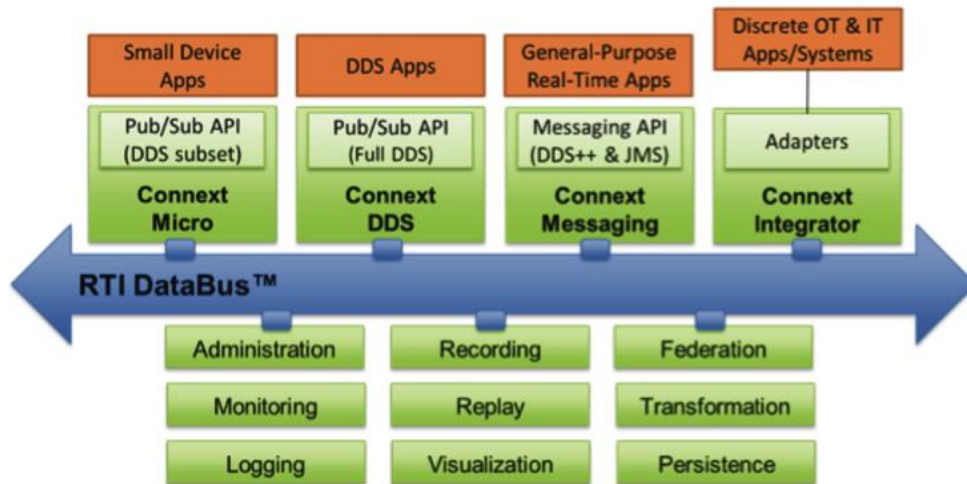 Small Device
Apps
DDS Apps
General-Purpose
Real-Time Apps
Discrete OT & IT
Apps/Systems
Pub/Sub API
(DDS subset)
Connext
Micro
Pub/Sub API
(Full DDS)
Connext
DDS
Messaging API
(DDS++ & JMS)
Connext
Messaging
Adapters
Connext
Integrator
RTI DataBus™
Administration
Recording
Federation
Monitoring
Replay
Transformation
Logging
Visualization
Persistence